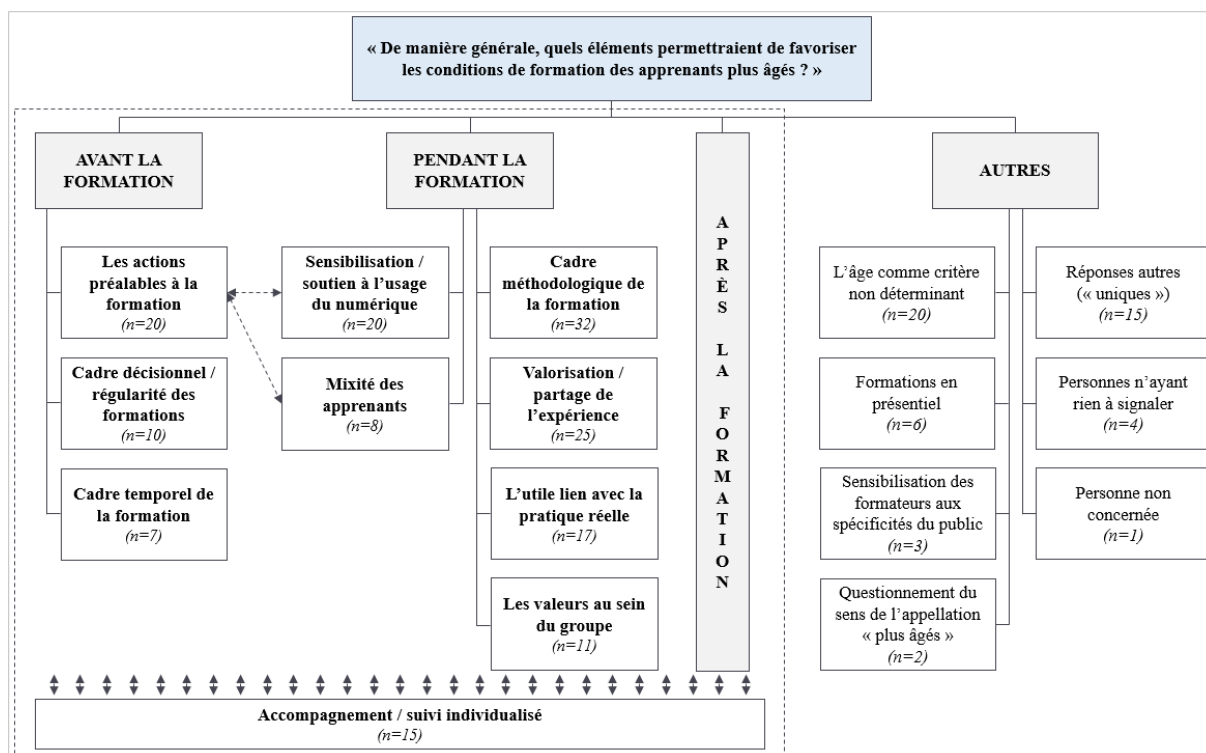 « De manière générale, quels éléments permettraient de favoriser
les conditions de formation des apprenants plus âgés ? »
AVANT LA
FORMATION
Les actions
préalables à la
formation
(n=20)
Cadre décisionnel /
régularité des
formations
(n=10)
Cadre temporel de
la formation
(n=7)
PENDANT LA
FORMATION
Sensibilisation /
soutien à l’usage
du numérique
(n=20)
Mixité des
apprenants
(n=8)
Cadre
méthodologique de
la formation
(n=32)
Valorisation /
partage de
l’expérience
(n=25)
L’utile lien avec la
pratique réelle
(n=17)
Les valeurs au sein
du groupe
(n=11)
APRÈS LA FORMATION
AUTRES
L’âge comme critère
non déterminant
(n=20)
Formations en
présentiel
(n=6)
Sensibilisation des
formateurs aux
spécificités du public
(n=3)
Questionnement du
sens de l’appellation
« plus âgés »
(n=2)
Réponses autres
(« uniques »)
(n=15)
Personnes n’ayant
rien à signaler
(n=4)
Personne non
concernée
(n=1)
Accompagnement / suivi individualisé
(n=15)